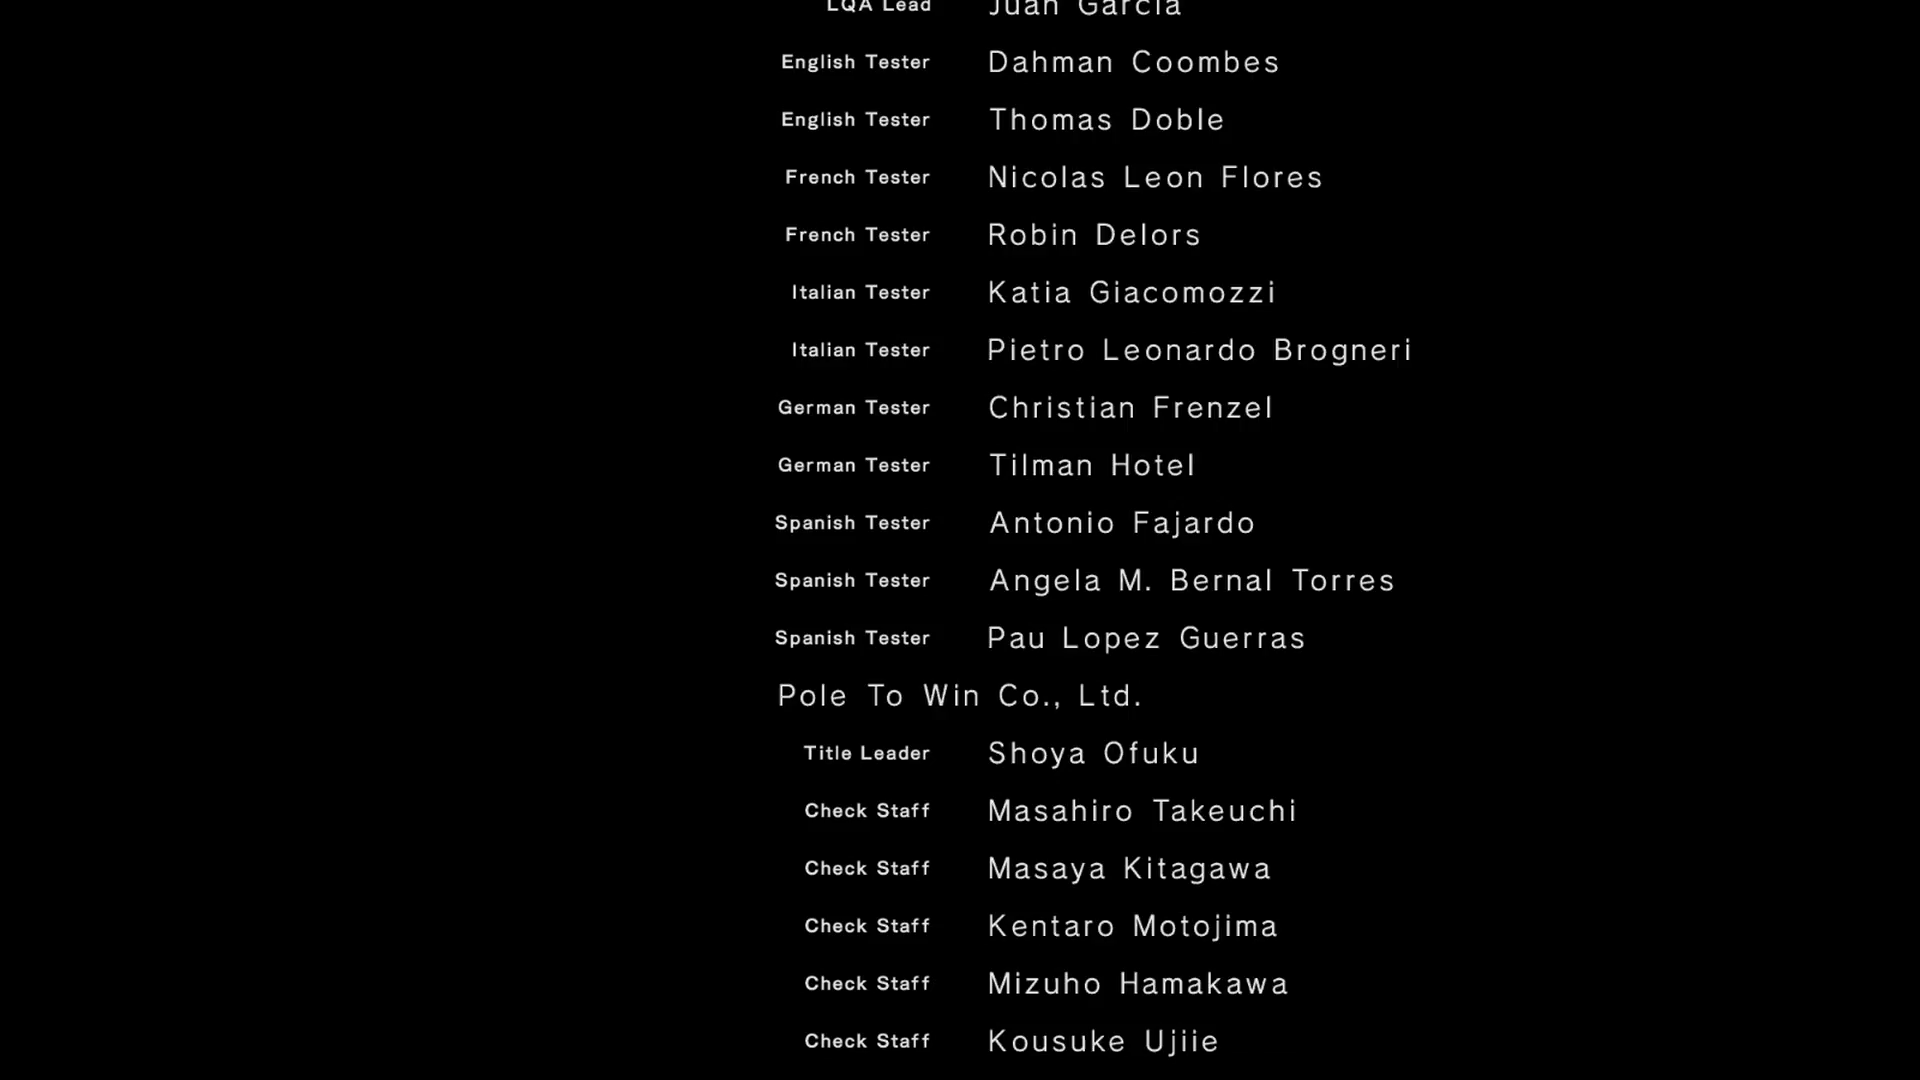 LQA Lead Juan Garcia
English Tester Dahman Coombes
English Tester Thomas Doble
French Tester Nicolas Leon Flores
French Tester Robin Delors
Italian Tester Katia Giacomozzi
Italian Tester Pietro Leonardo Brogneri
German Tester Christian Frenzel
German Tester Tilman Hotel
Spanish Tester Antonio Fajardo
Spanish Tester Angela M. Bernal Torres
Spanish Tester Pau Lopez Guerras
Pole To Win Co., Ltd.
Title Leader Shoya Ofuku
Check Staff Masahiro Takeuchi
Check Staff Masaya Kitagawa
Check Staff Kentaro Motojima
Check Staff Mizuho Hamakawa
Check Staff Kousuke Ujiie